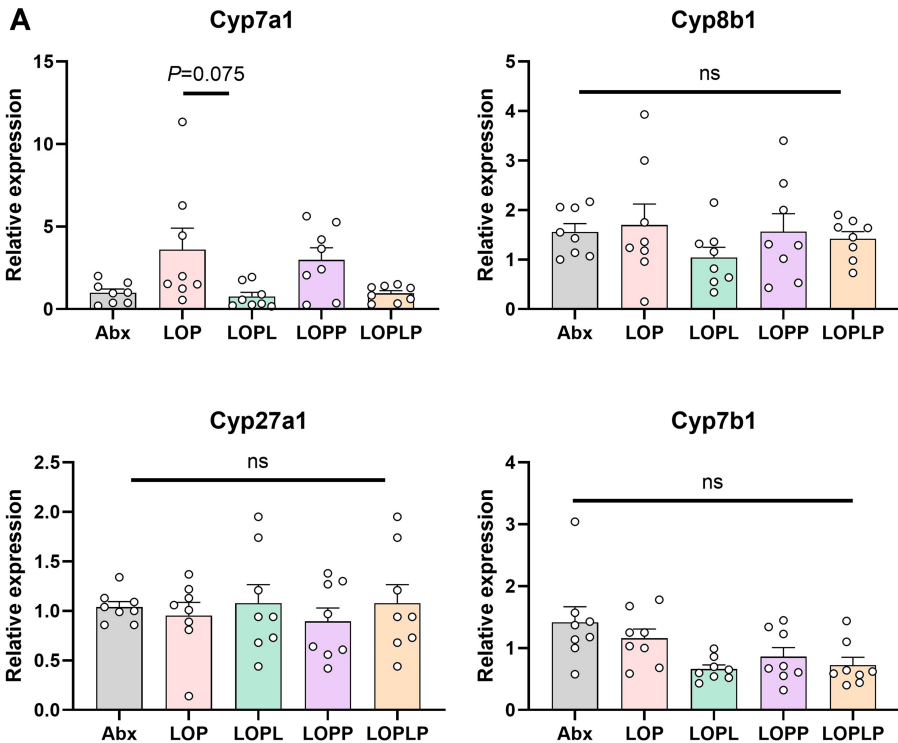 A
Cyp7a1
Relative expression
15
10
5
0
P=0.075
Abx LOP LOPL LOPP LOPLP
Cyp8b1
Relative expression
5
4
3
2
1
0
ns
Abx LOP LOPL LOPP LOPLP
Cyp27a1
Relative expression
2.5
2.0
1.5
1.0
0.5
0.0
ns
Abx LOP LOPL LOPP LOPLP
Cyp7b1
Relative expression
4
3
2
1
0
ns
Abx LOP LOPL LOPP LOPLP